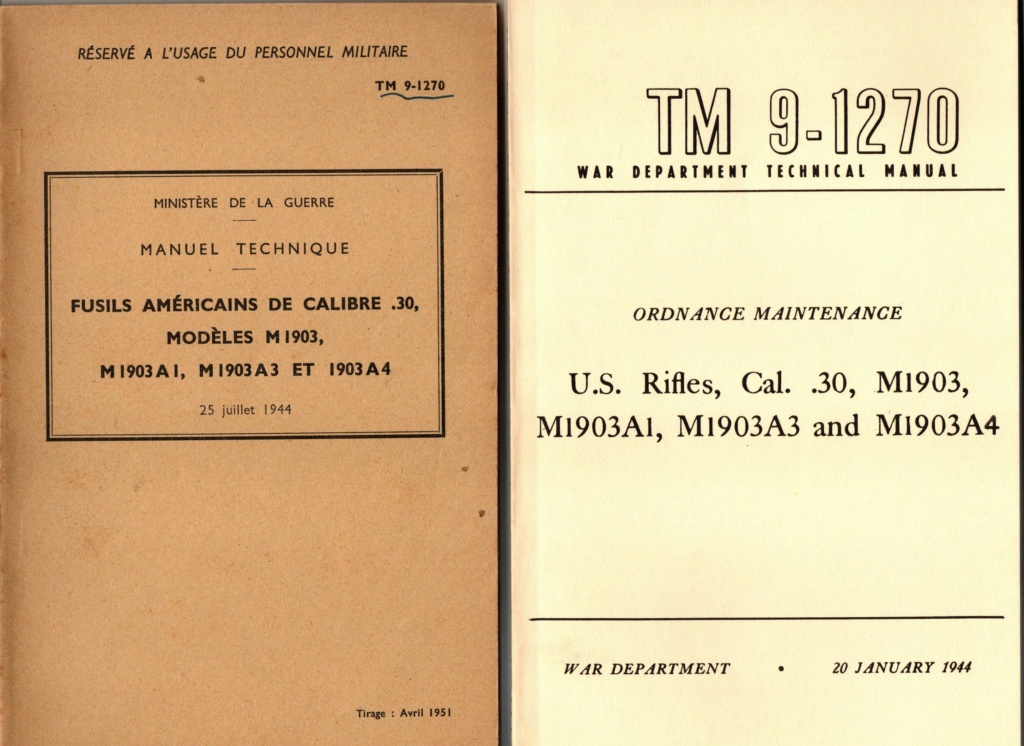 RÉSERVÉ A L'USAGE DU PERSONNEL MILITAIRE
TM 9-1270
MINISTÈRE DE LA GUERRE
MANUEL TECHNIQUE
FUSILS AMÉRICAINS DE CALIBRE .30,
MODÈLES M1903,
M1903A1, M1903A3 ET 1903A4
25 juillet 1944
Tirage : Avril 1951
TM 9-1270
WAR DEPARTMENT TECHNICAL MANUAL
ORDNANCE MAINTENANCE
U.S. Rifles, Cal. .30, M1903,
M1903A1, M1903A3 and M1903A4
WAR DEPARTMENT • 20 JANUARY 1944